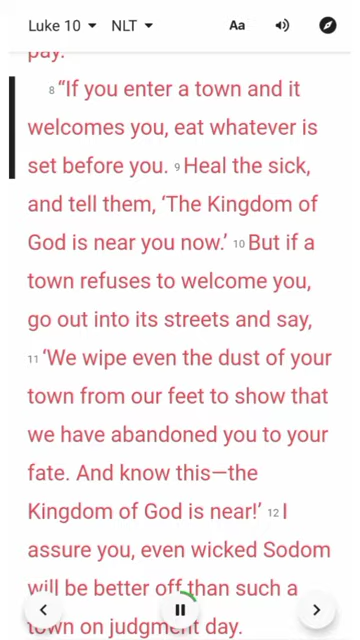 Luke 10 NLT Aa
pay.
8 “If you enter a town and it
welcomes you, eat whatever is
set before you. 9 Heal the sick,
and tell them, ‘The Kingdom of
God is near you now.’ 10 But if a
town refuses to welcome you,
go out into its streets and say,
11 ‘We wipe even the dust of your
town from our feet to show that
we have abandoned you to your
fate. And know this—the
Kingdom of God is near!’ 12 I
assure you, even wicked Sodom
will be better off than such a
town on judgment day.